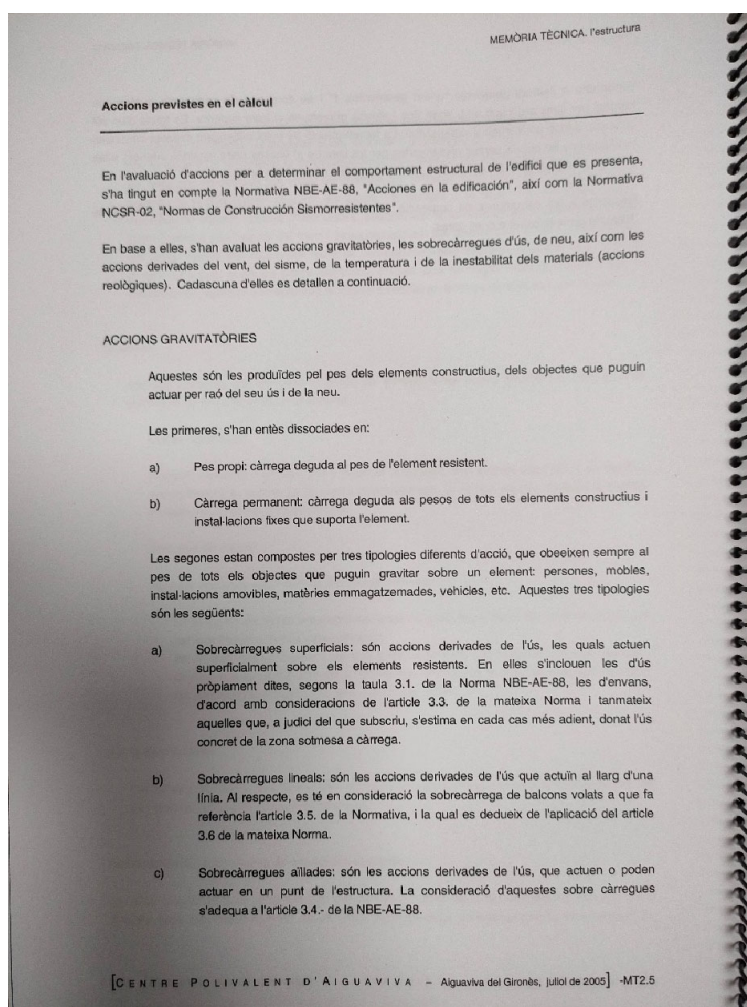 MEMÒRIA TÈCNICA. l'estructura
Accions previstes en el càlcul
En l'avaluació d'accions per a determinar el comportament estructural de l'edifici que es presenta,
s'ha tingut en compte la Normativa NBE-AE-88, "Acciones en la edificación", així com la Normativa
NCSR-02, "Normas de Construcción Sismorresistentes".
En base a elles, s'han avaluat les accions gravitatòries, les sobrecàrregues d'ús, de neu, així com les
accions derivades del vent, del sisme, de la temperatura i de la inestabilitat dels materials (accions
reològiques). Cadascuna d'elles es detallen a continuació.
ACCIONS GRAVITATÒRIES
Aquestes són les produïdes pel pes dels elements constructius, dels objectes que puguin
actuar per raó del seu ús i de la neu.
Les primeres, s'han entès dissociades en:
a) Pes propi: càrrega deguda al pes de l'element resistent.
b) Càrrega permanent: càrrega deguda als pesos de tots els elements constructius i
instal·lacions fixes que suporta l'element.
Les segones estan compostes per tres tipologies diferents d'acció, que obeeixen sempre al
pes de tots els objectes que puguin gravitar sobre un element: persones, mobles,
instal·lacions amovibles, matèries emmagatzemades, vehicles, etc. Aquestes tres tipologies
són les següents:
a) Sobrecàrregues superficials: són accions derivades de l'ús, les quals actuen
superficialment sobre els elements resistents. En elles s'inclouen les d'ús
pròpiament dites, segons la taula 3.1. de la Norma NBE-AE-88, les d'envans,
d'acord amb consideracions de l'article 3.3. de la mateixa Norma i tanmateix
aquelles que, a judici del que subscriu, s'estima en cada cas més adient, donat l'ús
concret de la zona sotmesa a càrrega.
b) Sobrecàrregues lineals: són les accions derivades de l'ús que actuïn al llarg d'una
línia. Al respecte, es té en consideració la sobrecàrrega de balcons volats a que fa
referència l'article 3.5. de la Normativa, i la qual es dedueix de l'aplicació del article
3.6 de la mateixa Norma.
c) Sobrecàrregues aïllades: són les accions derivades de l'ús, que actuen o poden
actuar en un punt de l'estructura. La consideració d'aquestes sobre càrregues
s'adequa a l'article 3.4.- de la NBE-AE-88.
[CENTRE POLIVALENT D'AIGUAVIVA – Aiguaviva del Gironès, juliol de 2005] -MT2.5